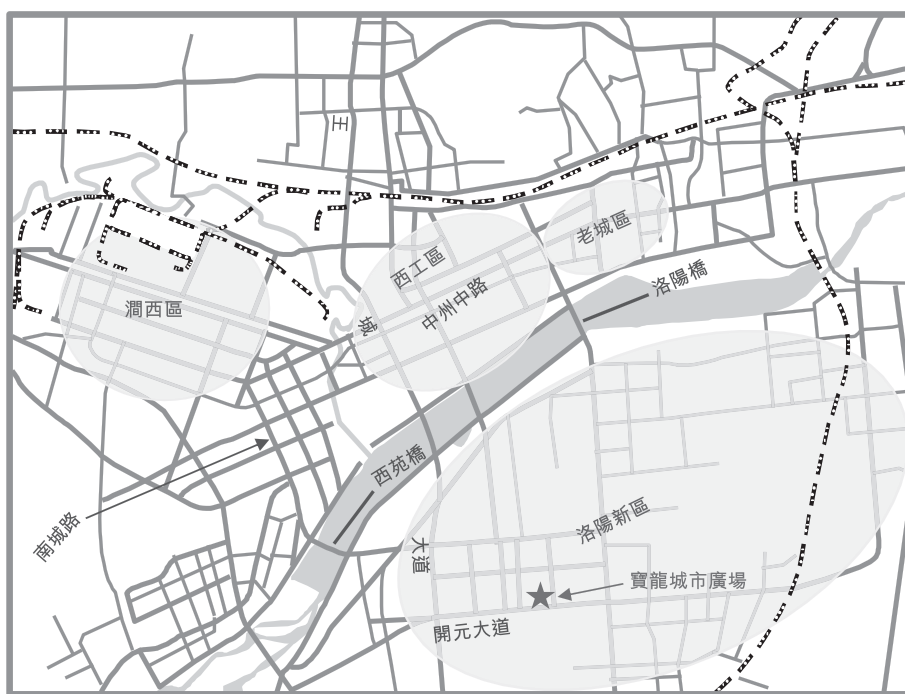 王
城
大道
老城區
西工區
中州中路
洛陽橋
澗西區
西苑橋
南城路
洛陽新區
寶龍城市廣場
開元大道